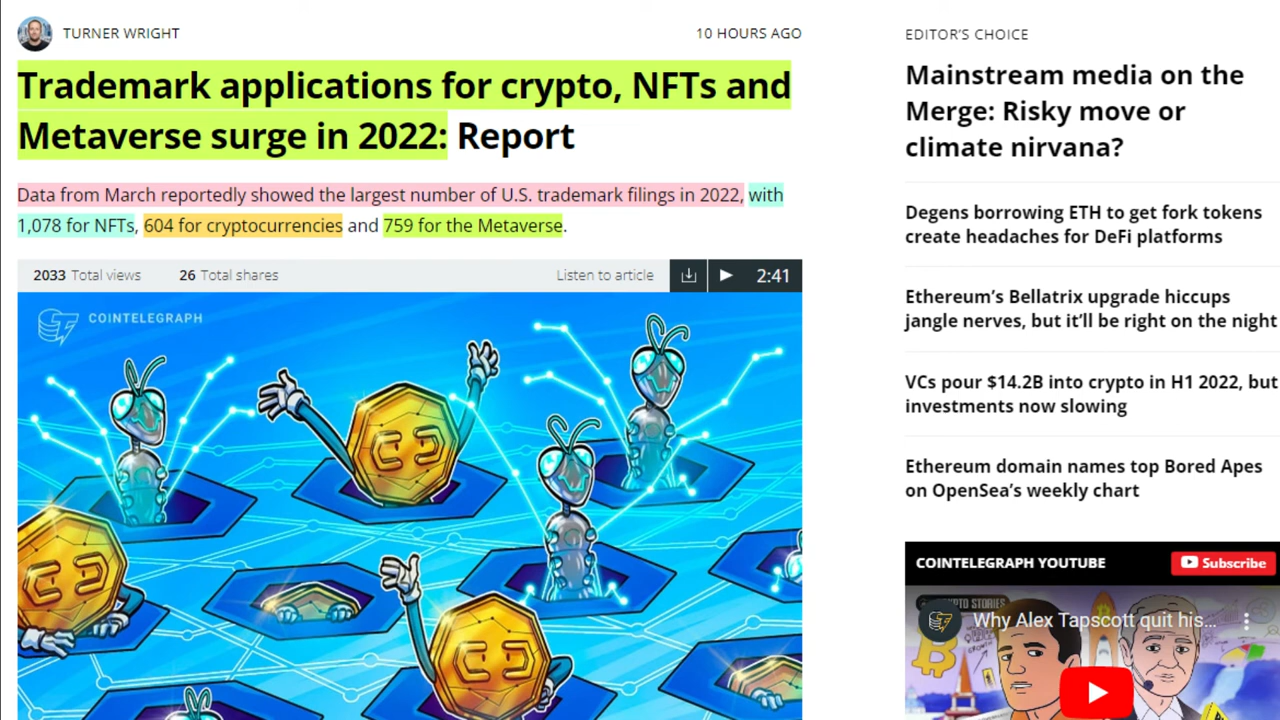 TURNER WRIGHT
10 HOURS AGO
Trademark applications for crypto, NFTs and
Metaverse surge in 2022: Report
Data from March reportedly showed the largest number of U.S. trademark filings in 2022, with
1,078 for NFTs, 604 for cryptocurrencies and 759 for the Metaverse.
2033 Total views 26 Total shares
Listen to article 2:41
COINTELEGRAPH
EDITOR'S CHOICE
Mainstream media on the
Merge: Risky move or
climate nirvana?
Degens borrowing ETH to get fork tokens
create headaches for DeFi platforms
Ethereum’s Bellatrix upgrade hiccups
jangle nerves, but it’ll be right on the night
VCs pour $14.2B into crypto in H1 2022, but
investments now slowing
Ethereum domain names top Bored Apes
on OpenSea’s weekly chart
COINTELEGRAPH YOUTUBE
Subscribe
STORIES
Why Alex Tapscott quit his...